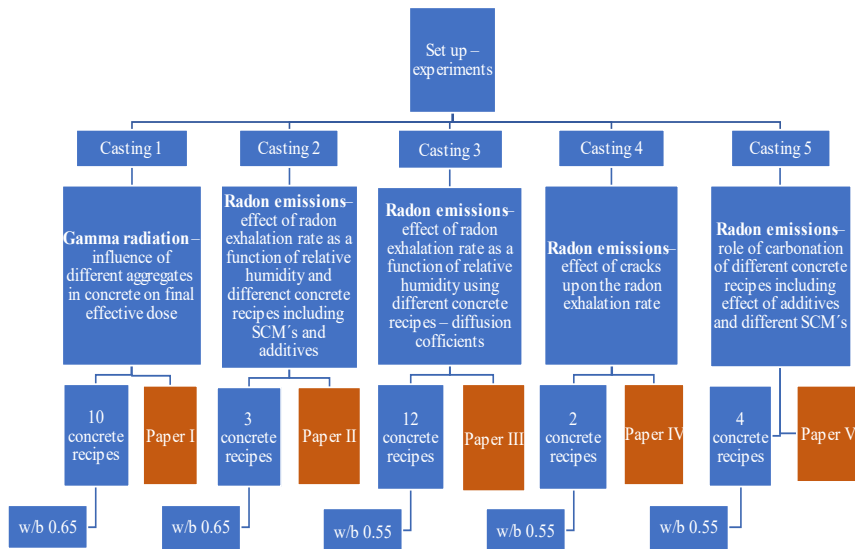 Set up –
experiments
Casting 1
Casting 2
Casting 3
Casting 4
Casting 5
Gamma radiation–
influence of
different aggregates
in concrete on final
effective dose
Radon emissions–
effect of radon
exhalation rate as a
function of relative
humidity and
differenct concrete
recipes including
SCM´s and
additives
Radon emissions–
effect of radon
exhalation rate as a
function of relative
humidity using
different concrete
recipes – diffusion
cofficients
Radon emissions–
effect of cracks
upon the radon
exhalation rate
Radon emissions–
role of carbonation
of different concrete
recipes including
effect of additives
and different SCM´s
10
concrete
recipes
Paper I
3
concrete
recipes
Paper II
12
concrete
recipes
Paper III
2
concrete
recipes
Paper IV
4
concrete
recipes
Paper V
w/b 0.65
w/b 0.65
w/b 0.55
w/b 0.55
w/b 0.55